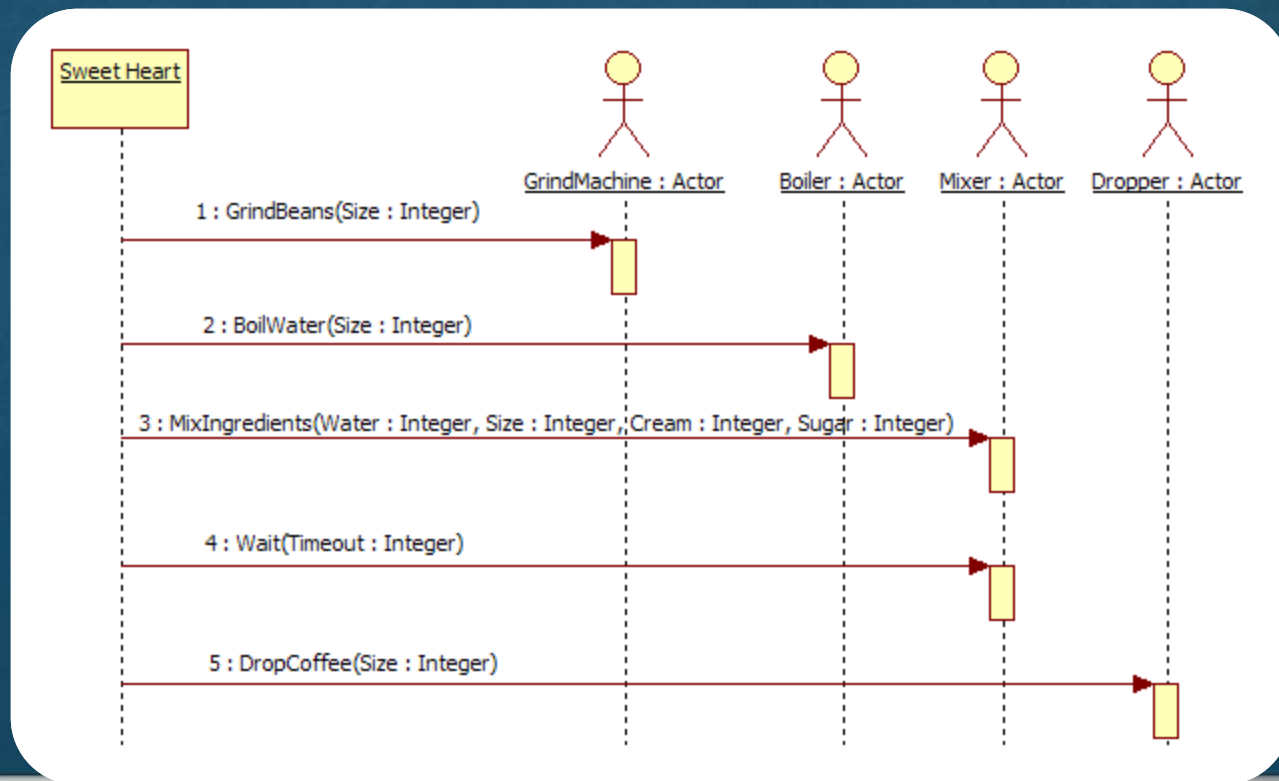 Sweet Heart
GrindMachine : Actor
Boiler : Actor
Mixer : Actor
Dropper : Actor
1 : GrindBeans(Size : Integer)
2 : BoilWater(Size : Integer)
3 : MixIngredients(Water : Integer, Size : Integer, Cream : Integer, Sugar : Integer)
4 : Wait(Timeout : Integer)
5 : DropCoffee(Size : Integer)